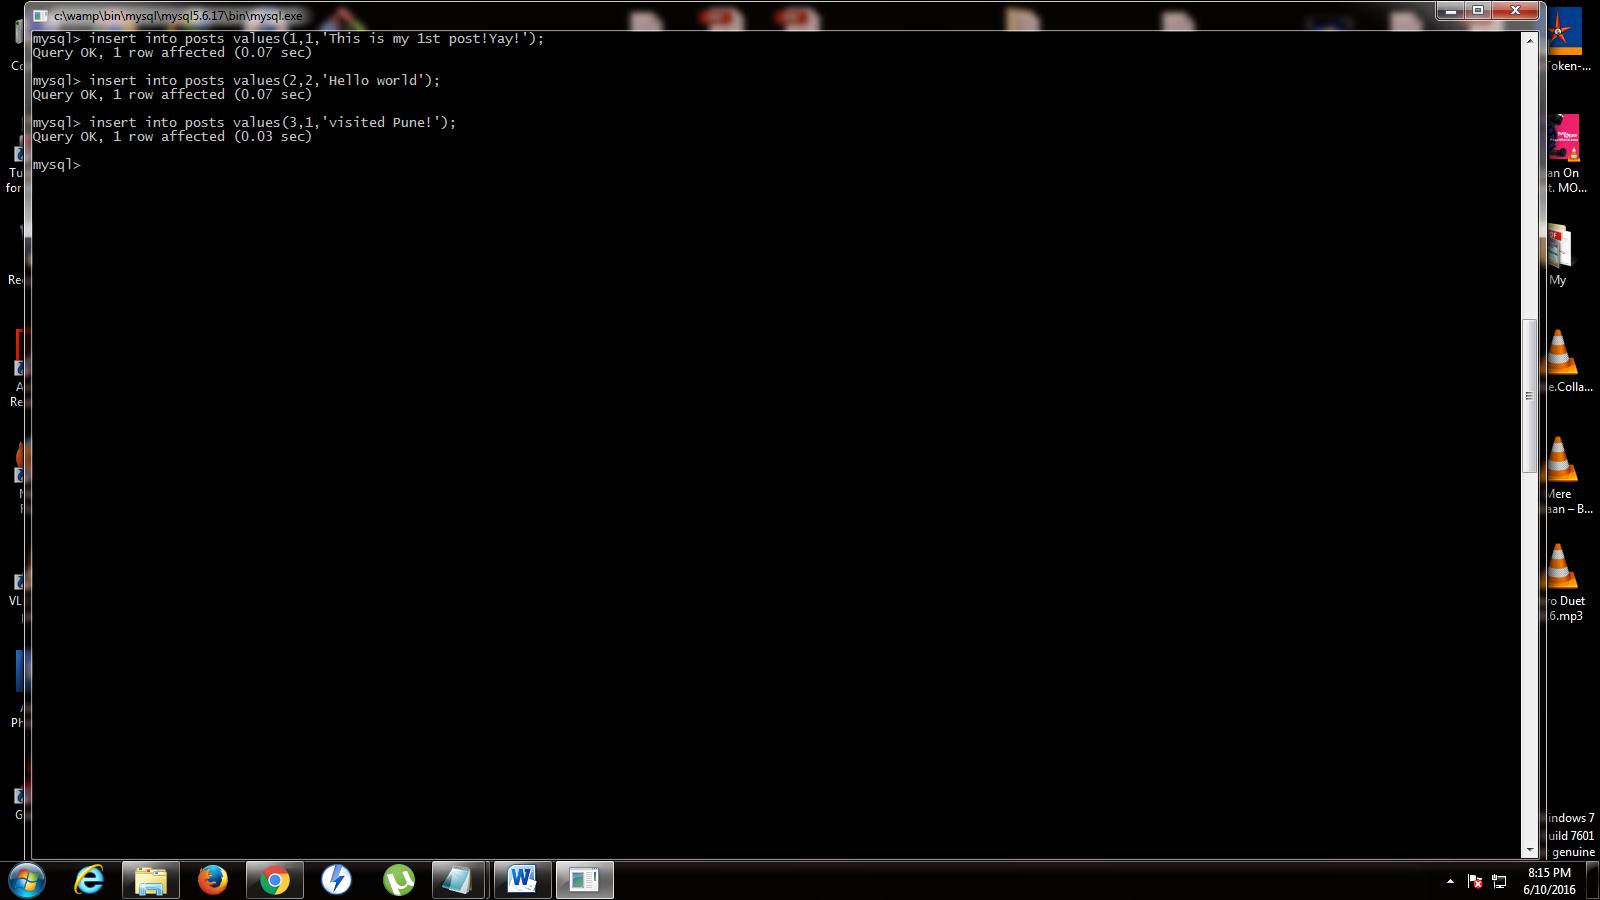 c:\wamp\bin\mysql\mysql5.6.17\bin\mysql.exe
mysql> insert into posts values(1,1,'This is my 1st post!Yay!');
Query OK, 1 row affected (0.07 sec)
mysql> insert into posts values(2,2,'Hello world');
Query OK, 1 row affected (0.07 sec)
mysql> insert into posts values(3,1,'visited Pune!');
Query OK, 1 row affected (0.03 sec)
mysql>
Co
Tu
for
Rec
A
Re
VL
Ph
G
oken-...
an On
t. MO...
My
e.Colla...
Mere
aan – B...
ro Duet
6.mp3
indows 7
uild 7601
genuine
8:15 PM
6/10/2016